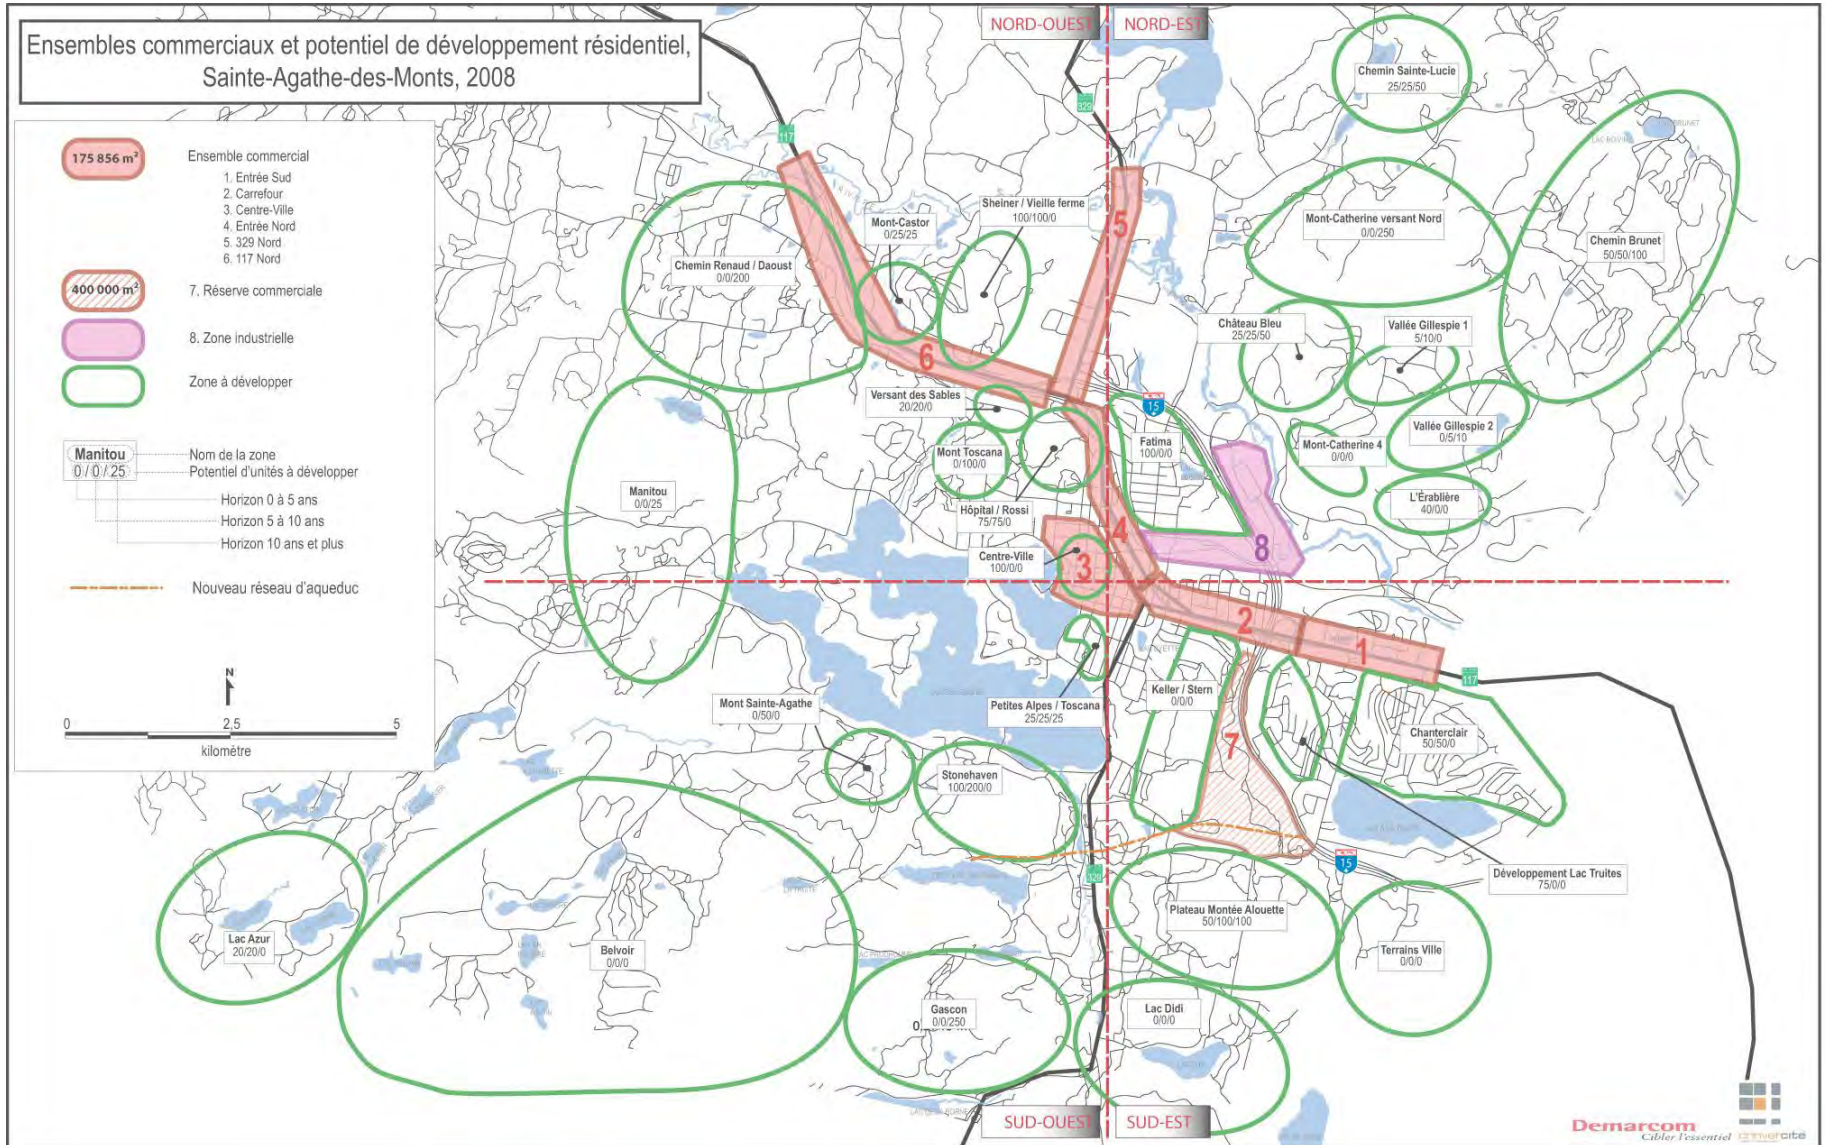 Ensembles commerciaux et potentiel de développement résidentiel,
Sainte-Agathe-des-Monts, 2008
NORD-OUEST
NORD-EST
175 856 m²
Ensemble commercial
1. Entrée Sud
2. Carrefour
3. Centre-Ville
4. Entrée Nord
5. 329 Nord
6. 117 Nord
400 000 m²
7. Réserve commerciale
8. Zone industrielle
Zone à développer
Manitou
0 / 0 / 25
Nom de la zone
Potentiel d'unités à développer
Horizon 0 à 5 ans
Horizon 5 à 10 ans
Horizon 10 ans et plus
Nouveau réseau d'aqueduc
N
0
2,5
5
kilomètre
117
329
Chemin Sainte-Lucie
25/25/50
LAC BRUNET
Mont-Catherine versant Nord
0/0/250
Chemin Brunet
50/50/100
Sheiner / Vieille ferme
100/100/0
Mont-Castor
0/25/25
Chemin Renaud / Daoust
0/0/200
5
6
Château Bleu
25/25/50
Vallée Gillespie 1
5/10/0
Vallée Gillespie 2
0/5/10
Versant des Sables
20/20/0
15
Mont Toscana
0/100/0
Fatima
100/0/0
Mont-Catherine 4
0/0/0
Manitou
0/0/25
L'Érablière
40/0/0
Hôpital / Rossi
75/75/0
4
8
Centre-Ville
100/0/0
3
2
1
117
Keller / Stern
0/0/0
Petites Alpes / Toscana
25/25/25
Mont Sainte-Agathe
0/50/0
7
Chanterclair
50/50/0
Stonehaven
100/200/0
15
329
Développement Lac Truites
75/0/0
Plateau Montée Alouette
50/100/100
Lac Azur
20/20/0
Belvoir
0/0/0
Terrains Ville
0/0/0
Gascon
0/0/250
Lac Didi
0/0/0
SUD-OUEST
SUD-EST
Demarcom
Cibler l'essentiel